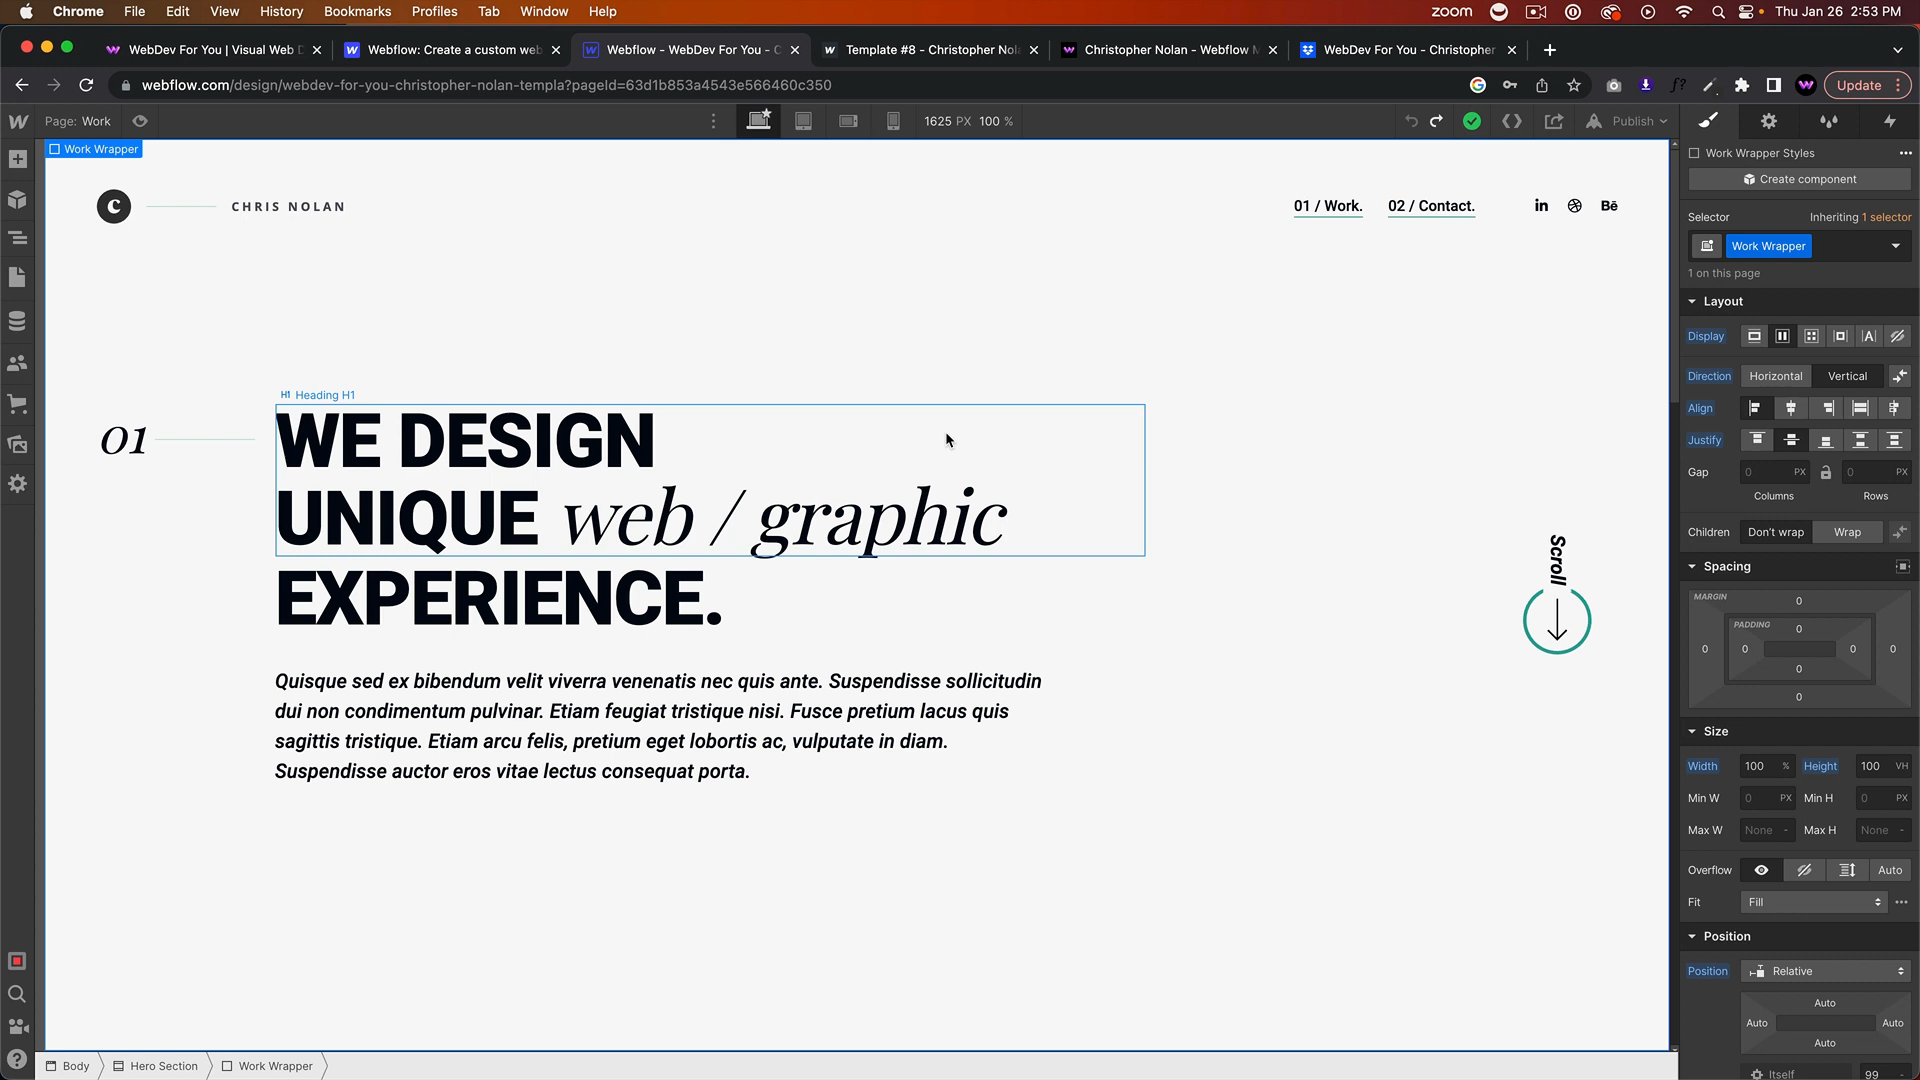 Chrome File Edit View History Bookmarks Profiles Tab Window Help zoom Thu Jan 26 2:53 PM
WebDev For You | Visual Web D Webflow: Create a custom web Webflow - WebDev For You - C Template #8 - Christopher Nola Christopher Nolan - Webflow M WebDev For You - Christopher
webflow.com/design/webdev-for-you-christopher-nolan-templa?pageId=63d1b853a4543e566460c350 Update
Page: Work 1625 PX 100 % Publish
Work Wrapper
C CHRIS NOLAN 01 / Work. 02 / Contact. in Bē
H1 Heading H1
01 WE DESIGN
UNIQUE web / graphic
EXPERIENCE.
Scroll
Quisque sed ex bibendum velit viverra venenatis nec quis ante. Suspendisse sollicitudin
dui non condimentum pulvinar. Etiam feugiat tristique nisi. Fusce pretium lacus quis
sagittis tristique. Etiam arcu felis, pretium eget lobortis ac, vulputate in diam.
Suspendisse auctor eros vitae lectus consequat porta.
Body Hero Section Work Wrapper
Work Wrapper Styles
Create component
Selector Inheriting 1 selector
Work Wrapper
1 on this page
Layout
Display
Direction Horizontal Vertical
Align
Justify
Gap 0 PX 0 PX
Columns Rows
Children Don't wrap Wrap
Spacing
MARGIN 0
PADDING 0
0 0 0 0
0
0
Size
Width 100 % Height 100 VH
Min W 0 PX Min H 0 PX
Max W None - Max H None -
Overflow Auto
Fit Fill
Position
Position Relative
Auto
Auto Auto
Auto
Itself 99 -